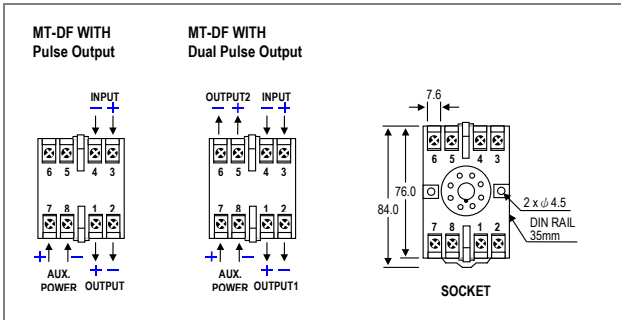 MT-DF WITH
Pulse Output
INPUT
− +
6 5 4 3
7 8 1 2
+ − + −
AUX.
POWER OUTPUT
MT-DF WITH
Dual Pulse Output
OUTPUT2 INPUT
− + − +
6 5 4 3
7 8 1 2
+ − + −
AUX.
POWER OUTPUT1
7.6
6 5 4 3
76.0
84.0
2 x ϕ 4.5
DIN RAIL
35mm
7 8 1 2
SOCKET